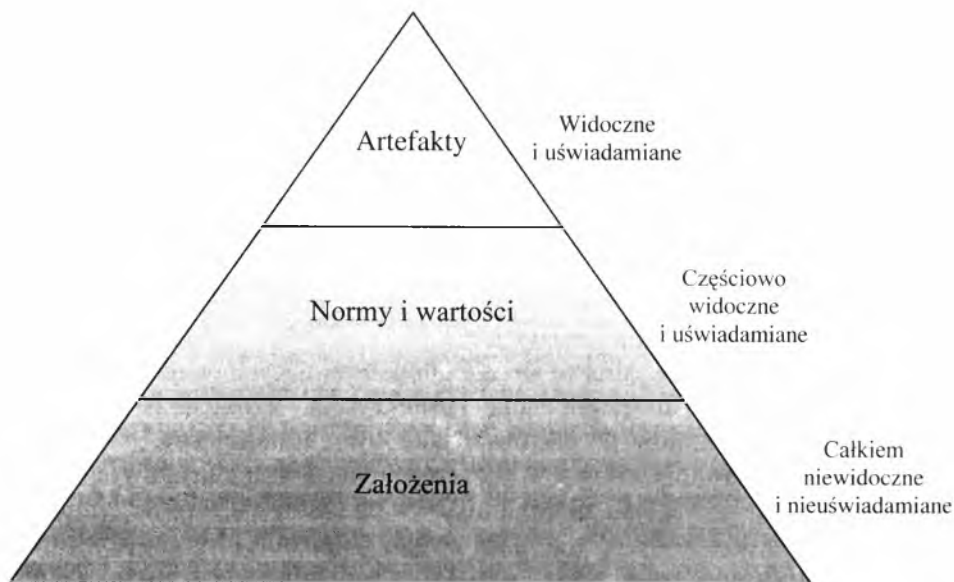 Artefakty
Widoczne
i uświadamiane
Normy i wartości
Częściowo
widoczne
i uświadamiane
Założenia
Całkiem
niewidoczne
i nieuświadamiane